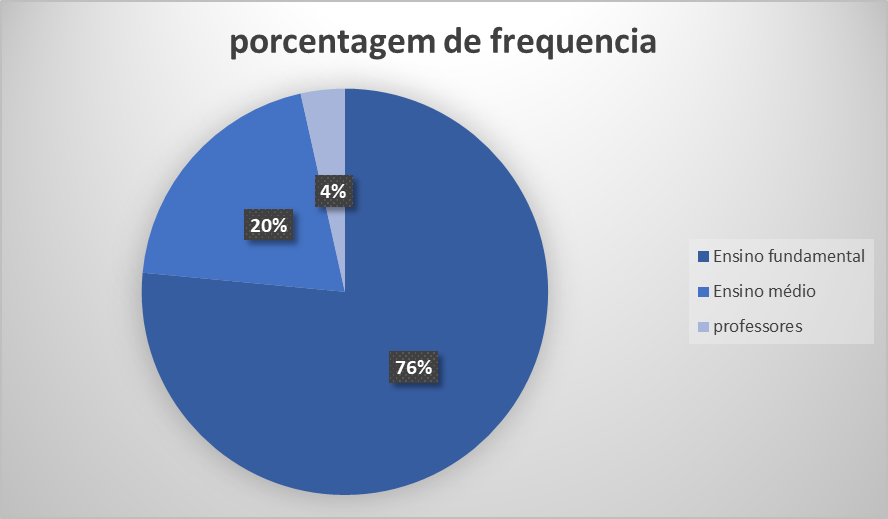 porcentagem de frequencia
4%
20%
76%
Ensino fundamental
Ensino médio
professores